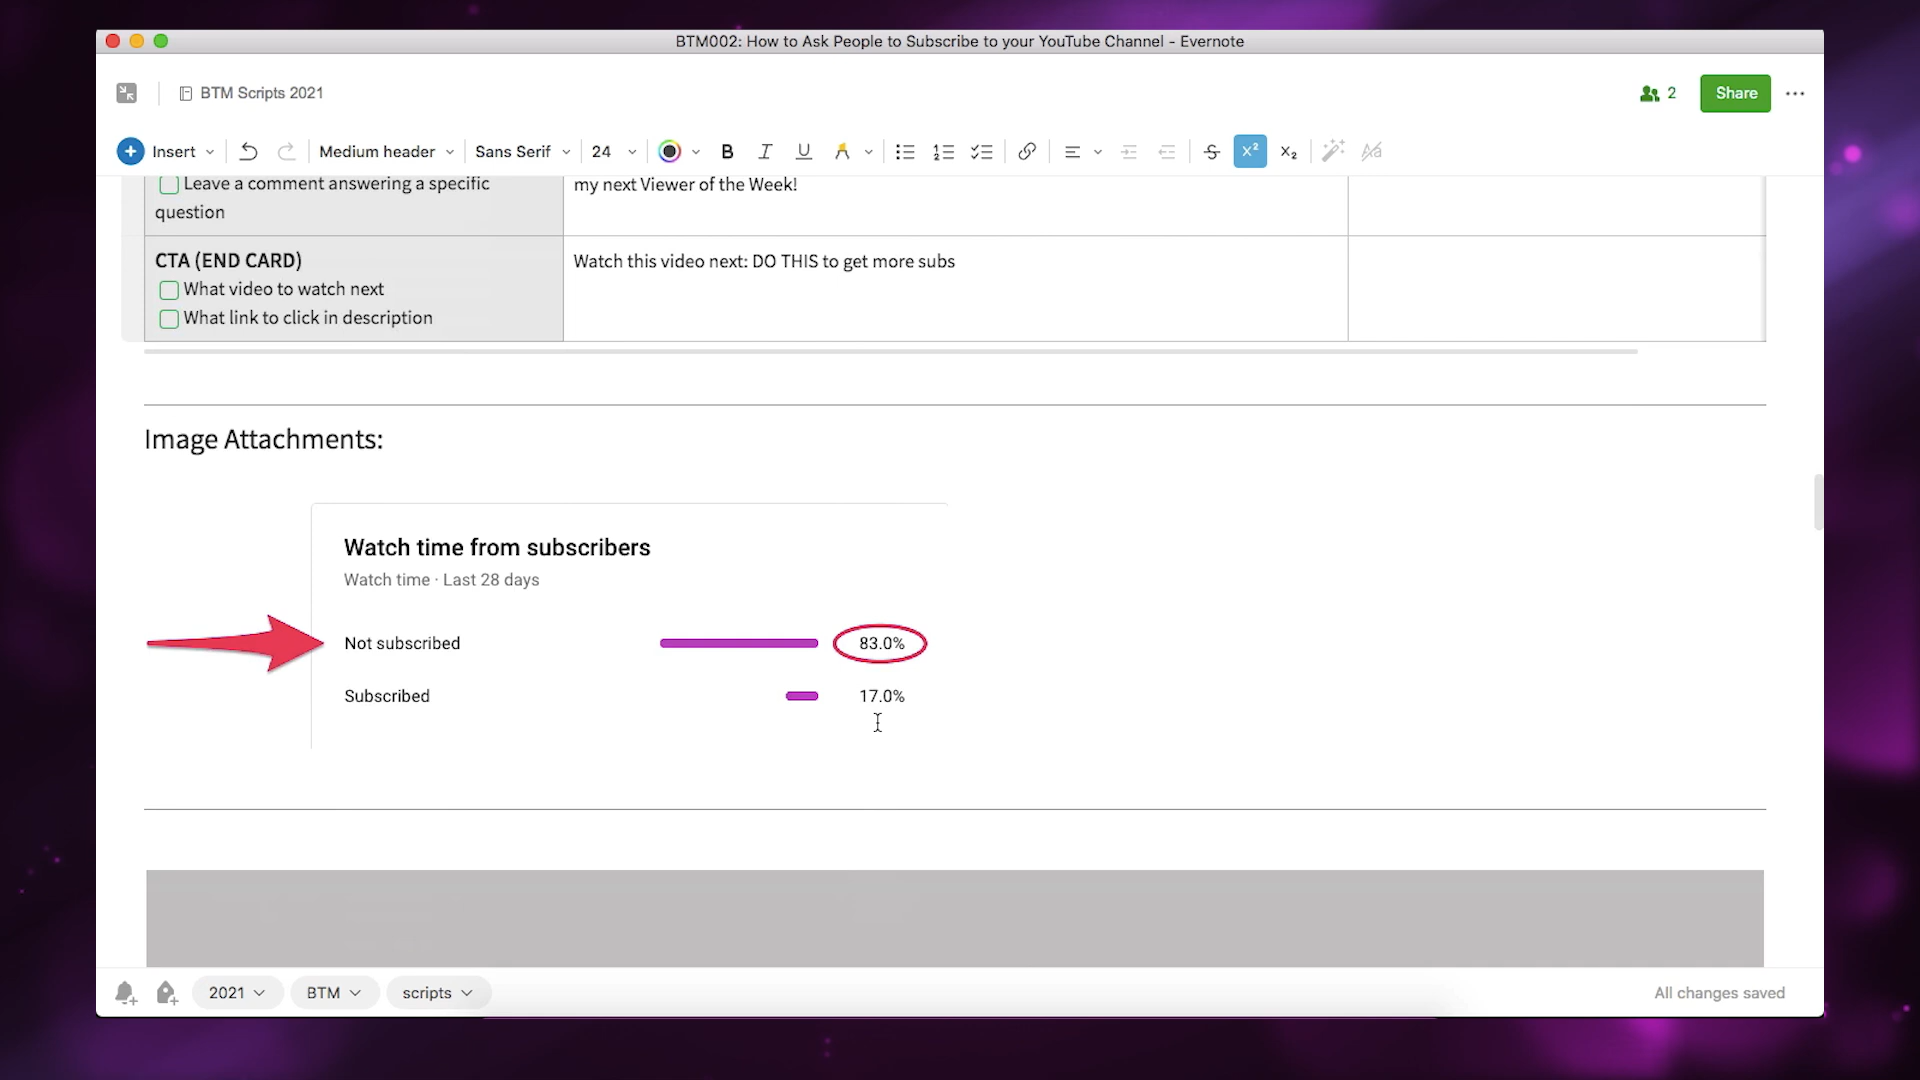 BTM002: How to Ask People to Subscribe to your YouTube Channel - Evernote
BTM Scripts 2021
2
Share
Insert
Medium header
Sans Serif
24
Leave a comment answering a specific
question
my next Viewer of the Week!
CTA (END CARD)
What video to watch next
What link to click in description
Watch this video next: DO THIS to get more subs
Image Attachments:
Watch time from subscribers
Watch time · Last 28 days
Not subscribed
83.0%
Subscribed
17.0%
2021
BTM
scripts
All changes saved